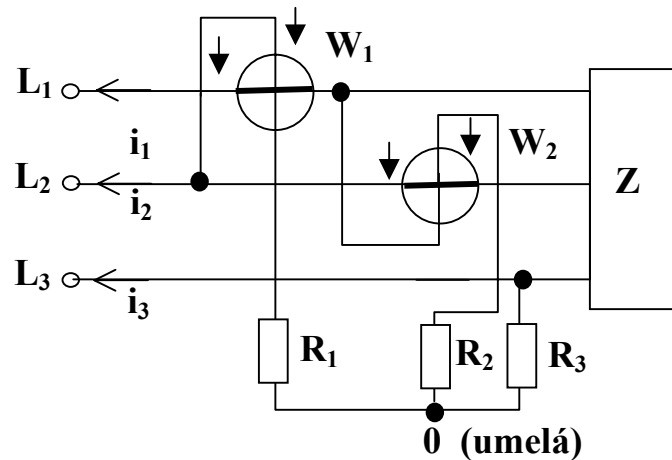 W₁
L₁
i₁
W₂
L₂
i₂
Z
L₃
i₃
R₁
R₂
R₃
0 (umelá)